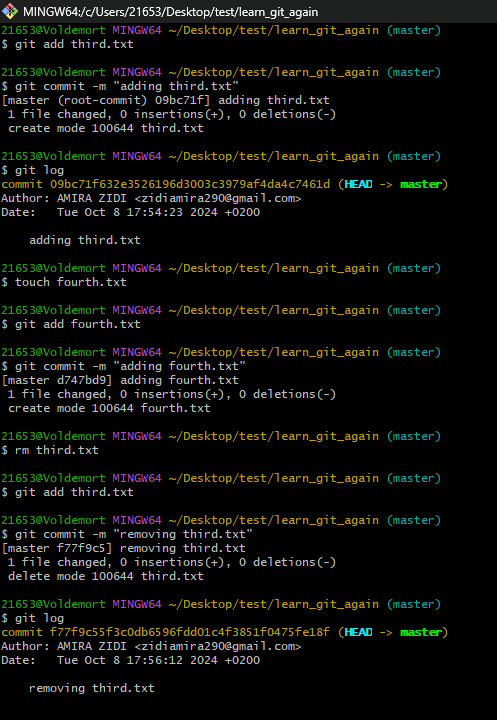 MINGW64:/c/Users/21653/Desktop/test/learn_git_again
21653@Voldemort MINGW64 ~/Desktop/test/learn_git_again (master)
$ git add third.txt
21653@Voldemort MINGW64 ~/Desktop/test/learn_git_again (master)
$ git commit -m "adding third.txt"
[master (root-commit) 09bc71f] adding third.txt
1 file changed, 0 insertions(+), 0 deletions(-)
create mode 100644 third.txt
21653@Voldemort MINGW64 ~/Desktop/test/learn_git_again (master)
$ git log
commit 09bc71f632e3526196d3003c3979af4da4c7461d (HEAD -> master)
Author: AMIRA ZIDI <zidiamira290@gmail.com>
Date:   Tue Oct 8 17:54:23 2024 +0200
adding third.txt
21653@Voldemort MINGW64 ~/Desktop/test/learn_git_again (master)
$ touch fourth.txt
21653@Voldemort MINGW64 ~/Desktop/test/learn_git_again (master)
$ git add fourth.txt
21653@Voldemort MINGW64 ~/Desktop/test/learn_git_again (master)
$ git commit -m "adding fourth.txt"
[master d747bd9] adding fourth.txt
1 file changed, 0 insertions(+), 0 deletions(-)
create mode 100644 fourth.txt
21653@Voldemort MINGW64 ~/Desktop/test/learn_git_again (master)
$ rm third.txt
21653@Voldemort MINGW64 ~/Desktop/test/learn_git_again (master)
$ git add third.txt
21653@Voldemort MINGW64 ~/Desktop/test/learn_git_again (master)
$ git commit -m "removing third.txt"
[master f77f9c5] removing third.txt
1 file changed, 0 insertions(+), 0 deletions(-)
delete mode 100644 third.txt
21653@Voldemort MINGW64 ~/Desktop/test/learn_git_again (master)
$ git log
commit f77f9c55f3c0db6596fdd01c4f3851f0475fe18f (HEAD -> master)
Author: AMIRA ZIDI <zidiamira290@gmail.com>
Date:   Tue Oct 8 17:56:12 2024 +0200
removing third.txt